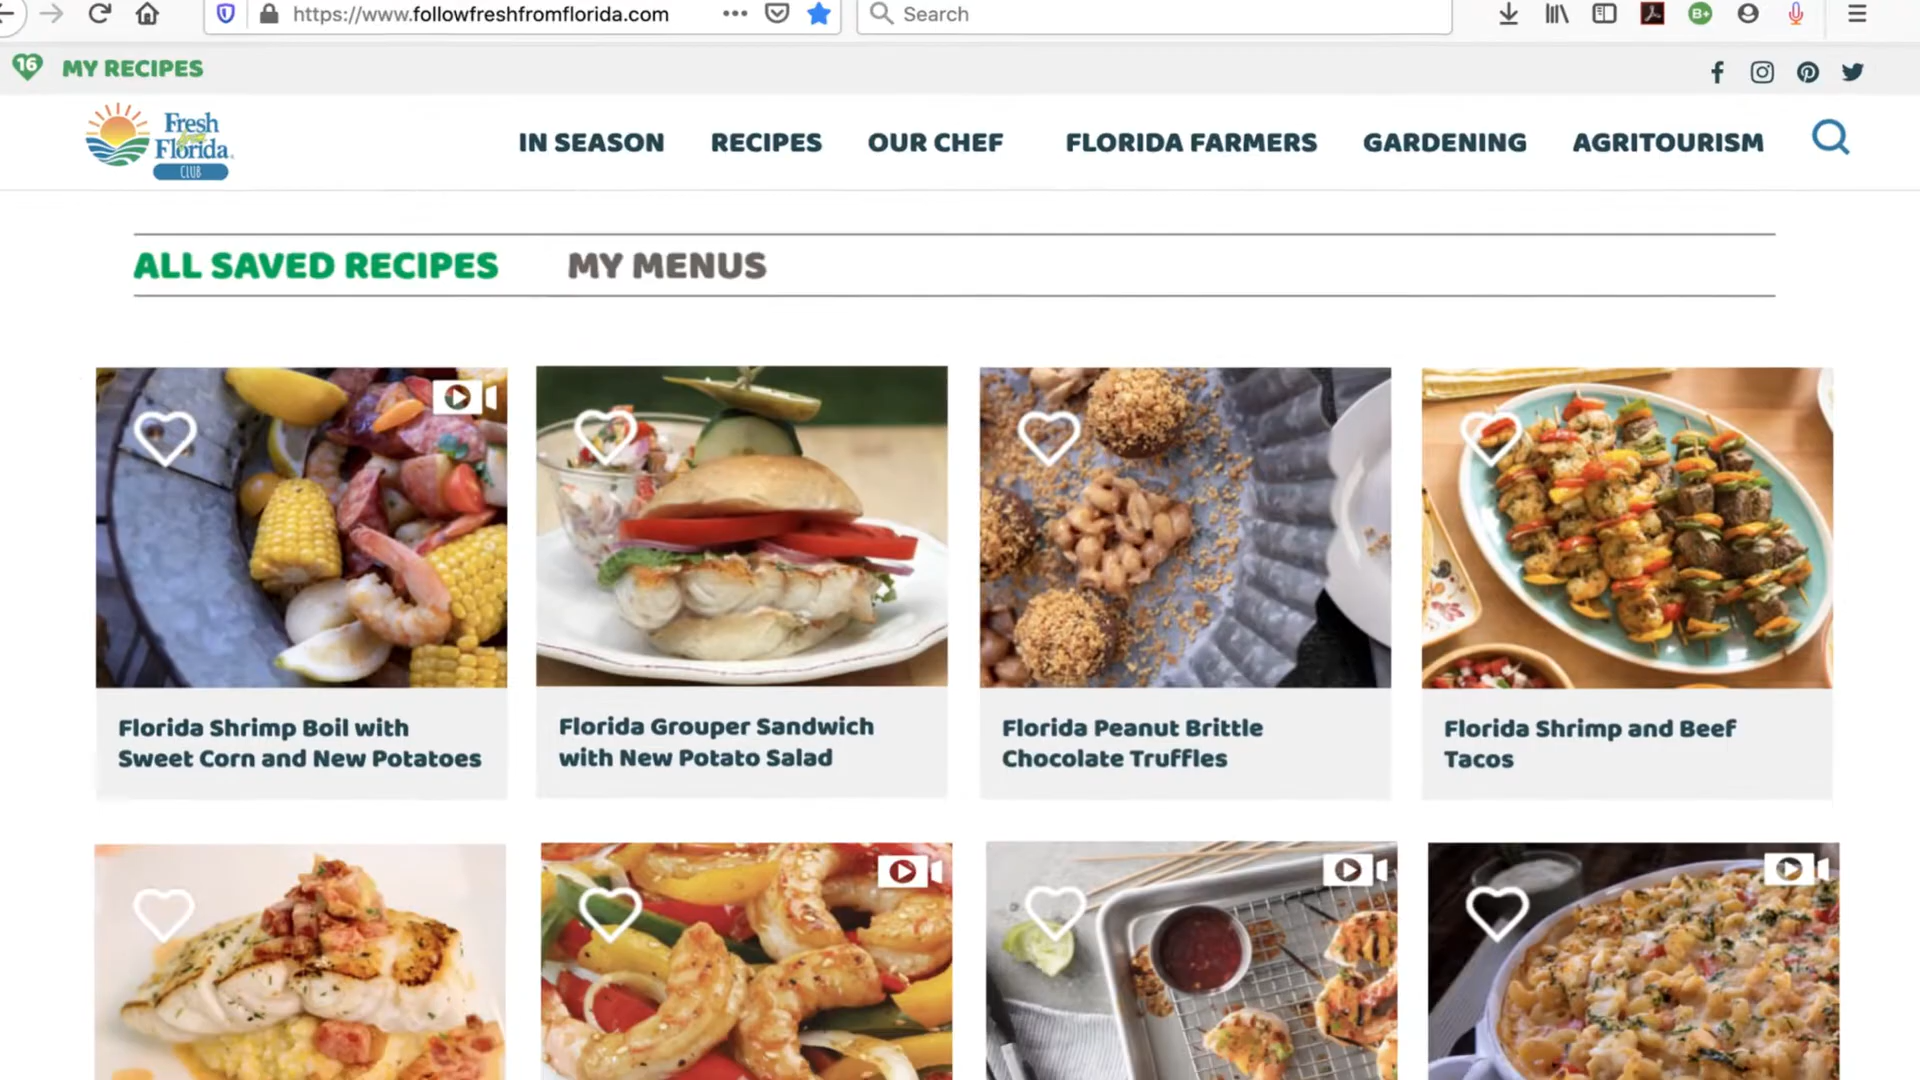 https://www.followfreshfromflorida.com
Search
16
MY RECIPES
Fresh
from
Florida
CLUB
IN SEASON
RECIPES
OUR CHEF
FLORIDA FARMERS
GARDENING
AGRITOURISM
ALL SAVED RECIPES
MY MENUS
Florida Shrimp Boil with
Sweet Corn and New Potatoes
Florida Grouper Sandwich
with New Potato Salad
Florida Peanut Brittle
Chocolate Truffles
Florida Shrimp and Beef
Tacos